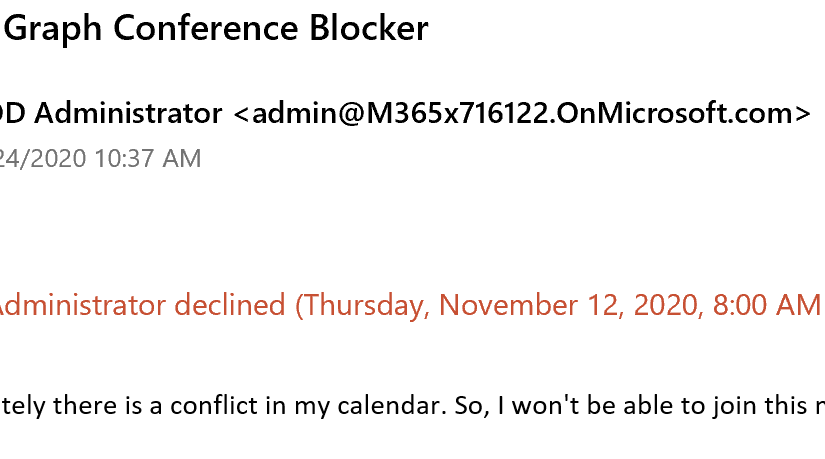 Graph Conference Blocker
DD Administrator <admin@M365x716122.OnMicrosoft.com>
24/2020 10:37 AM
Administrator declined (Thursday, November 12, 2020, 8:00 AM
tely there is a conflict in my calendar. So, I won't be able to join this